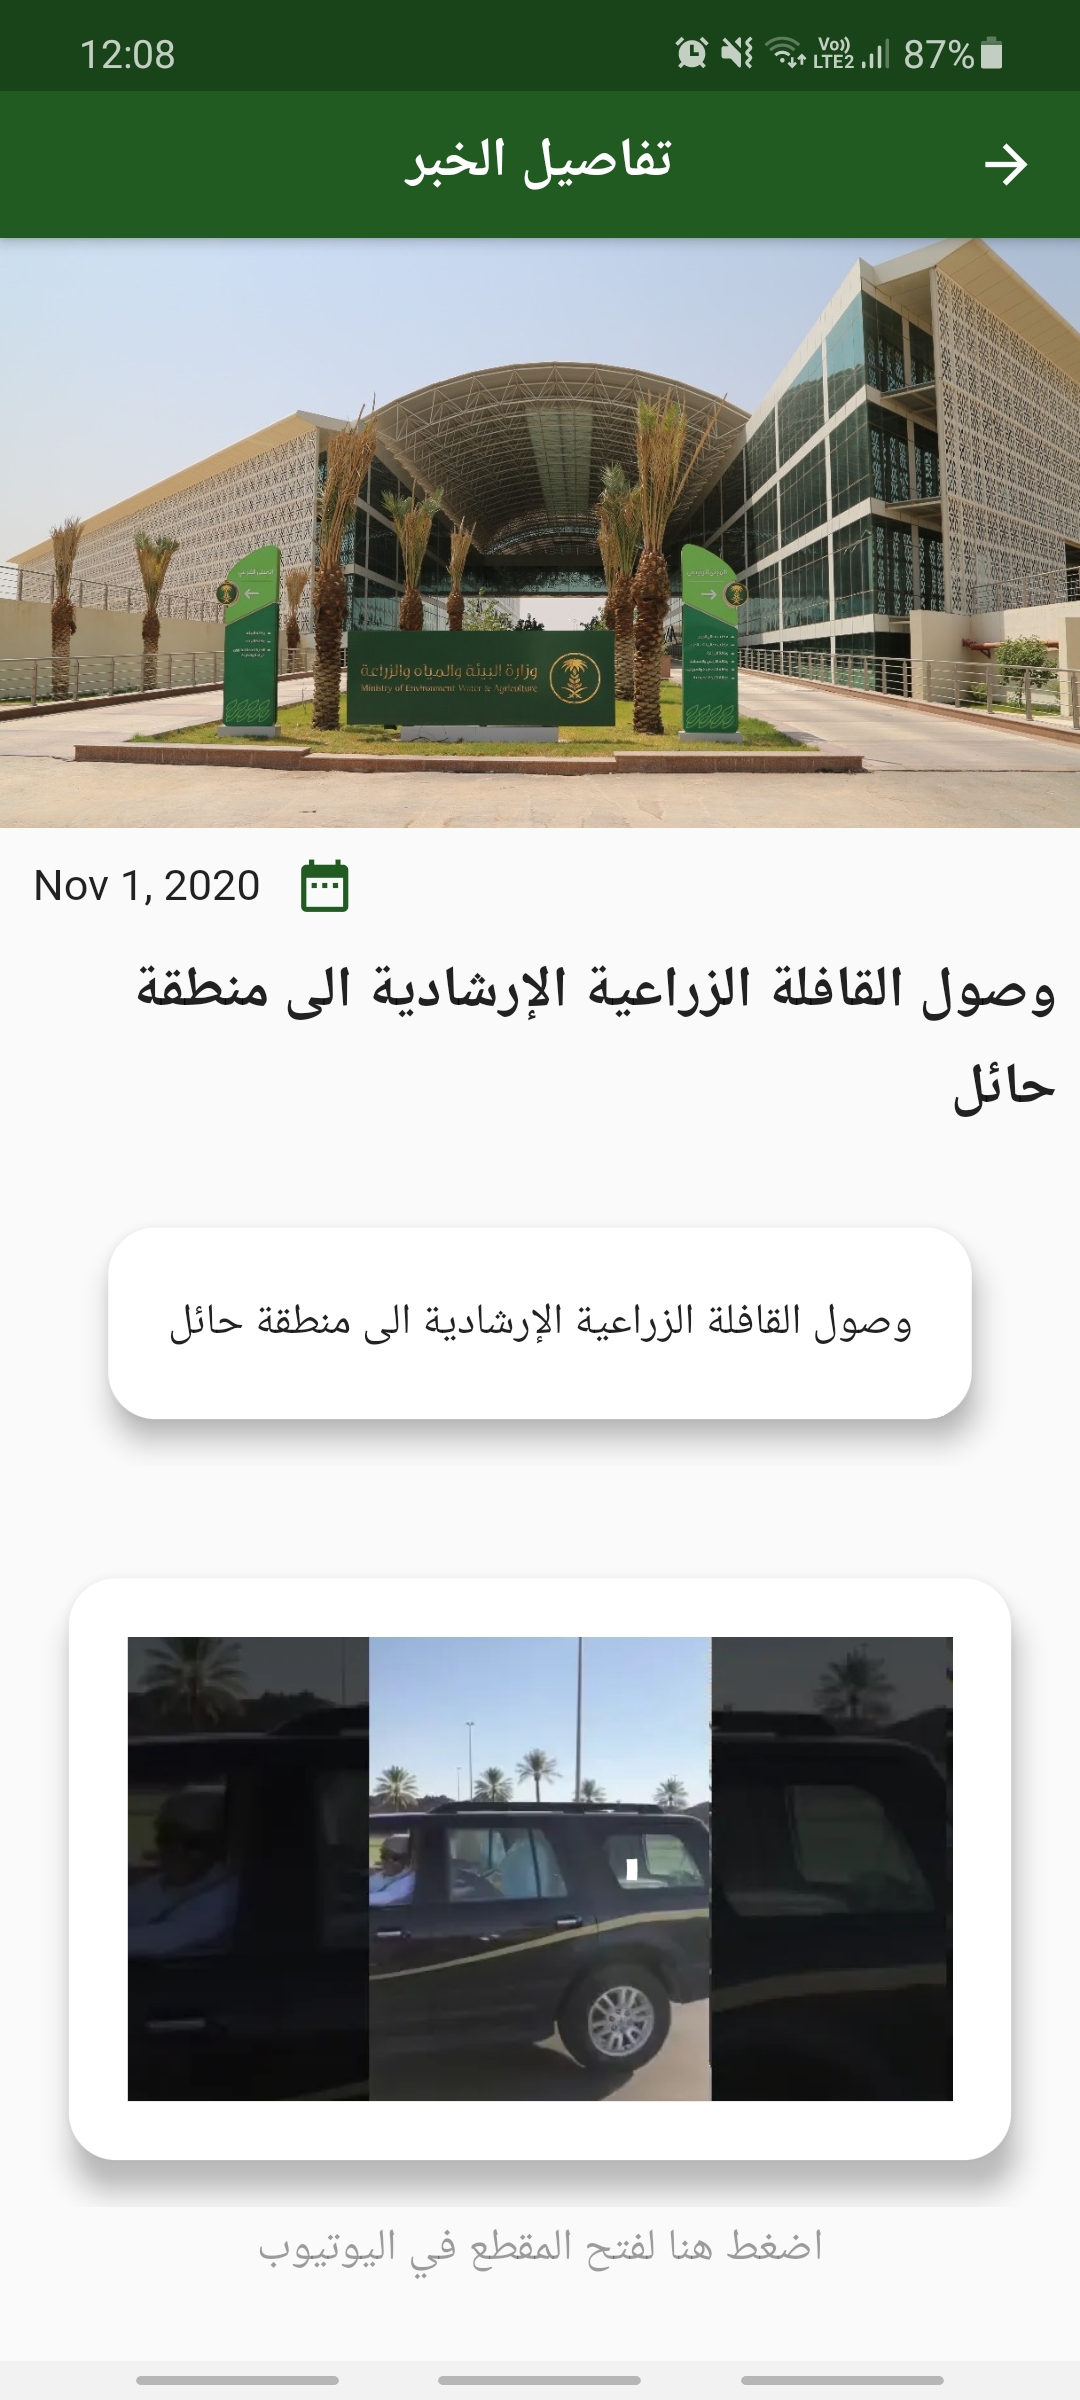 12:08
Vo))
LTE2
87%
تفاصيل الخبر
وزارة البيئة والمياه والزراعة
Ministry of Environment Water & Agriculture
Nov 1, 2020
وصول القافلة الزراعية الإرشادية الى منطقة
حائل
وصول القافلة الزراعية الإرشادية الى منطقة حائل
اضغط هنا لفتح المقطع في اليوتيوب